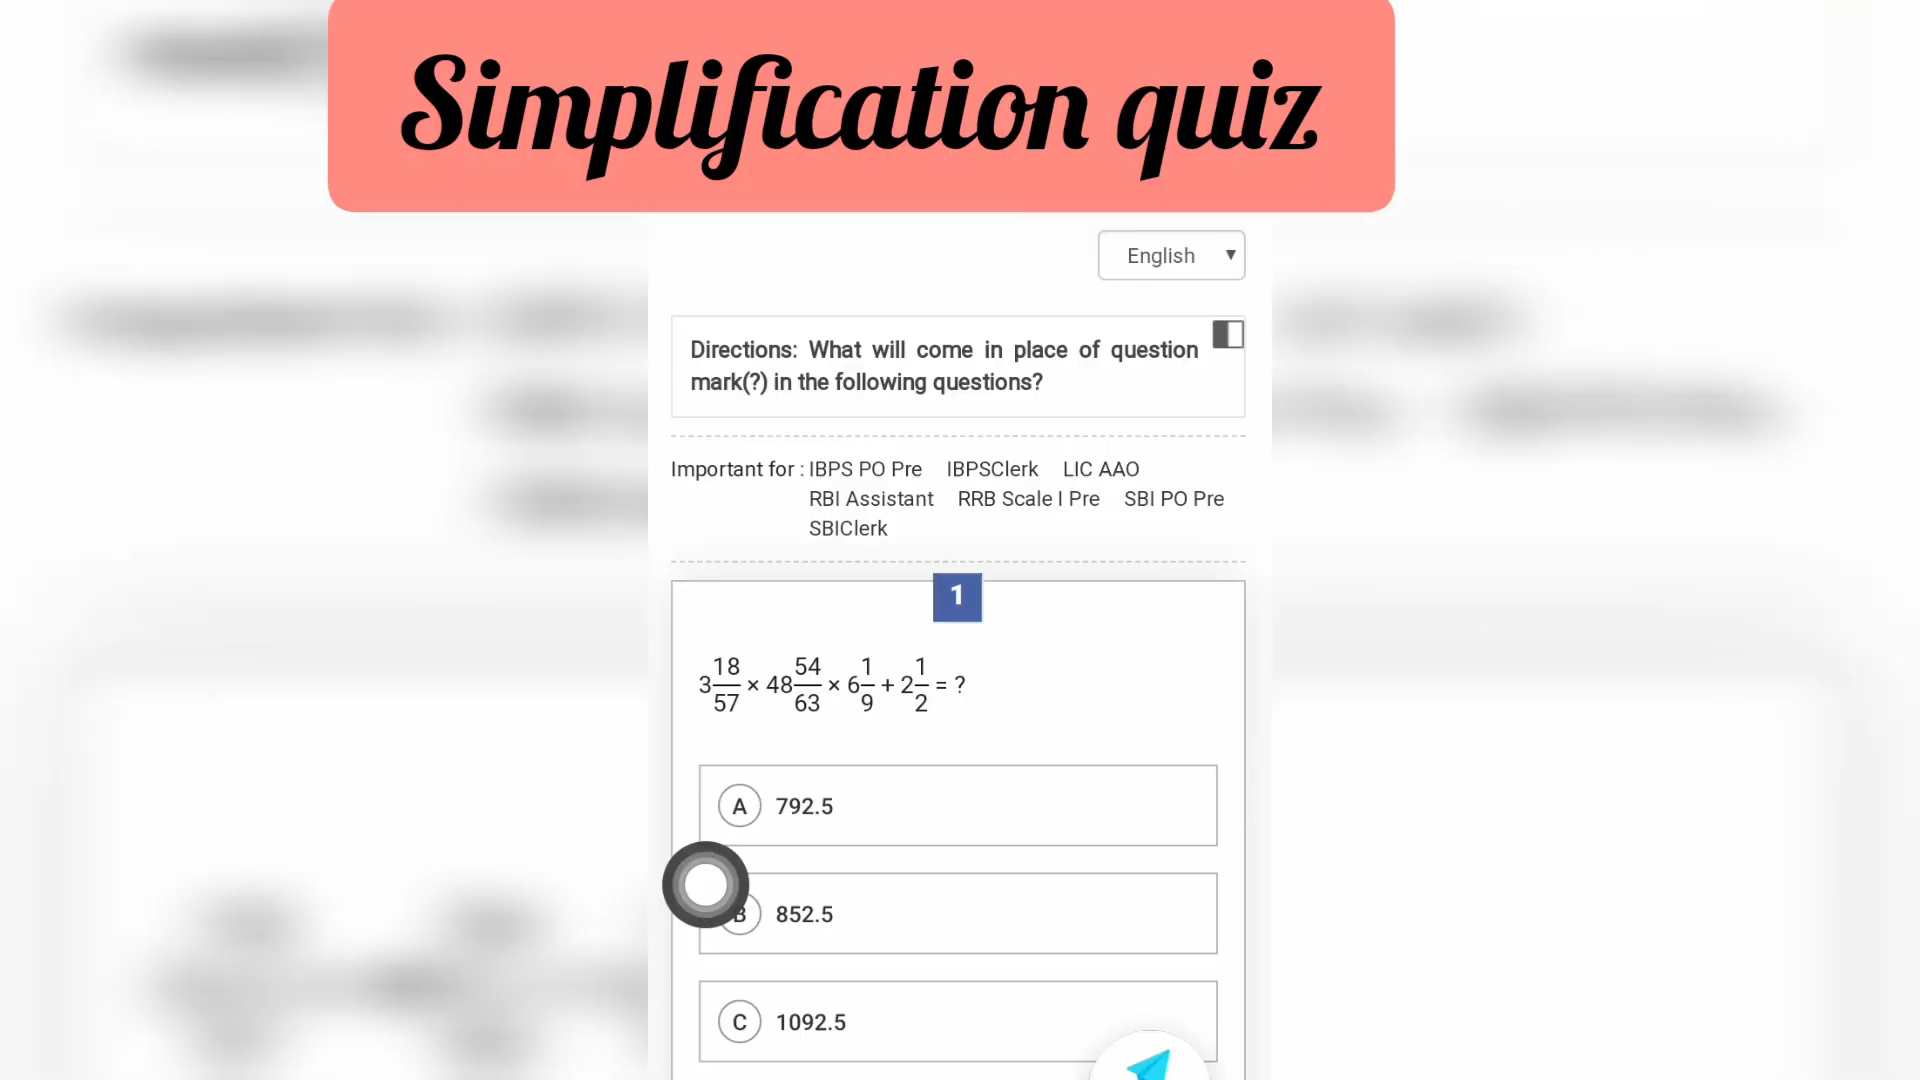 Simplification quiz
English
Directions: What will come in place of question
mark(?) in the following questions?
Important for : IBPS PO Pre IBPSClerk LIC AAO
RBI Assistant RRB Scale I Pre SBI PO Pre
SBIClerk
1
3 18/57 × 48 54/63 × 6 1/9 + 2 1/2 = ?
A 792.5
B 852.5
C 1092.5